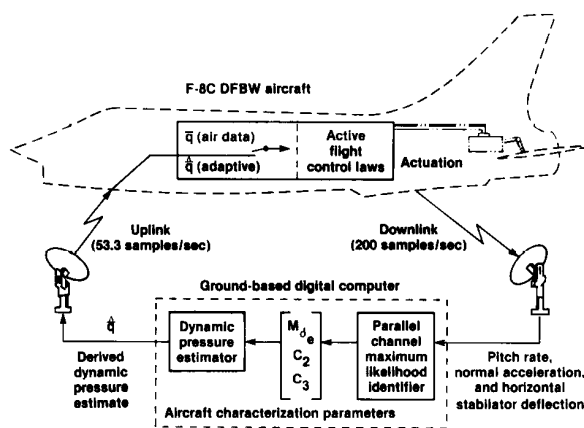 F-8C DFBW aircraft
q̄ (air data)
q̄̂ (adaptive)
Active
flight
control laws
Actuation
Uplink
(53.3 samples/sec)
Downlink
(200 samples/sec)
Ground-based digital computer
q̄̂
Dynamic
pressure
estimator
M δe
C2
C3
Parallel
channel
maximum
likelihood
identifier
Derived
dynamic
pressure
estimate
Pitch rate,
normal acceleration,
and horizontal
stabilator deflection
Aircraft characterization parameters